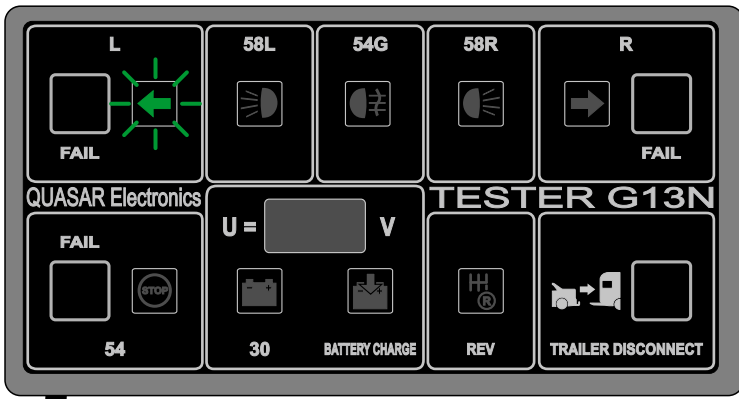 L
58L
54G
58R
R
FAIL
FAIL
QUASAR Electronics
TESTER G13N
FAIL
STOP
54
U =
V
- +
- +
30
BATTERY CHARGE
R
REV
TRAILER DISCONNECT